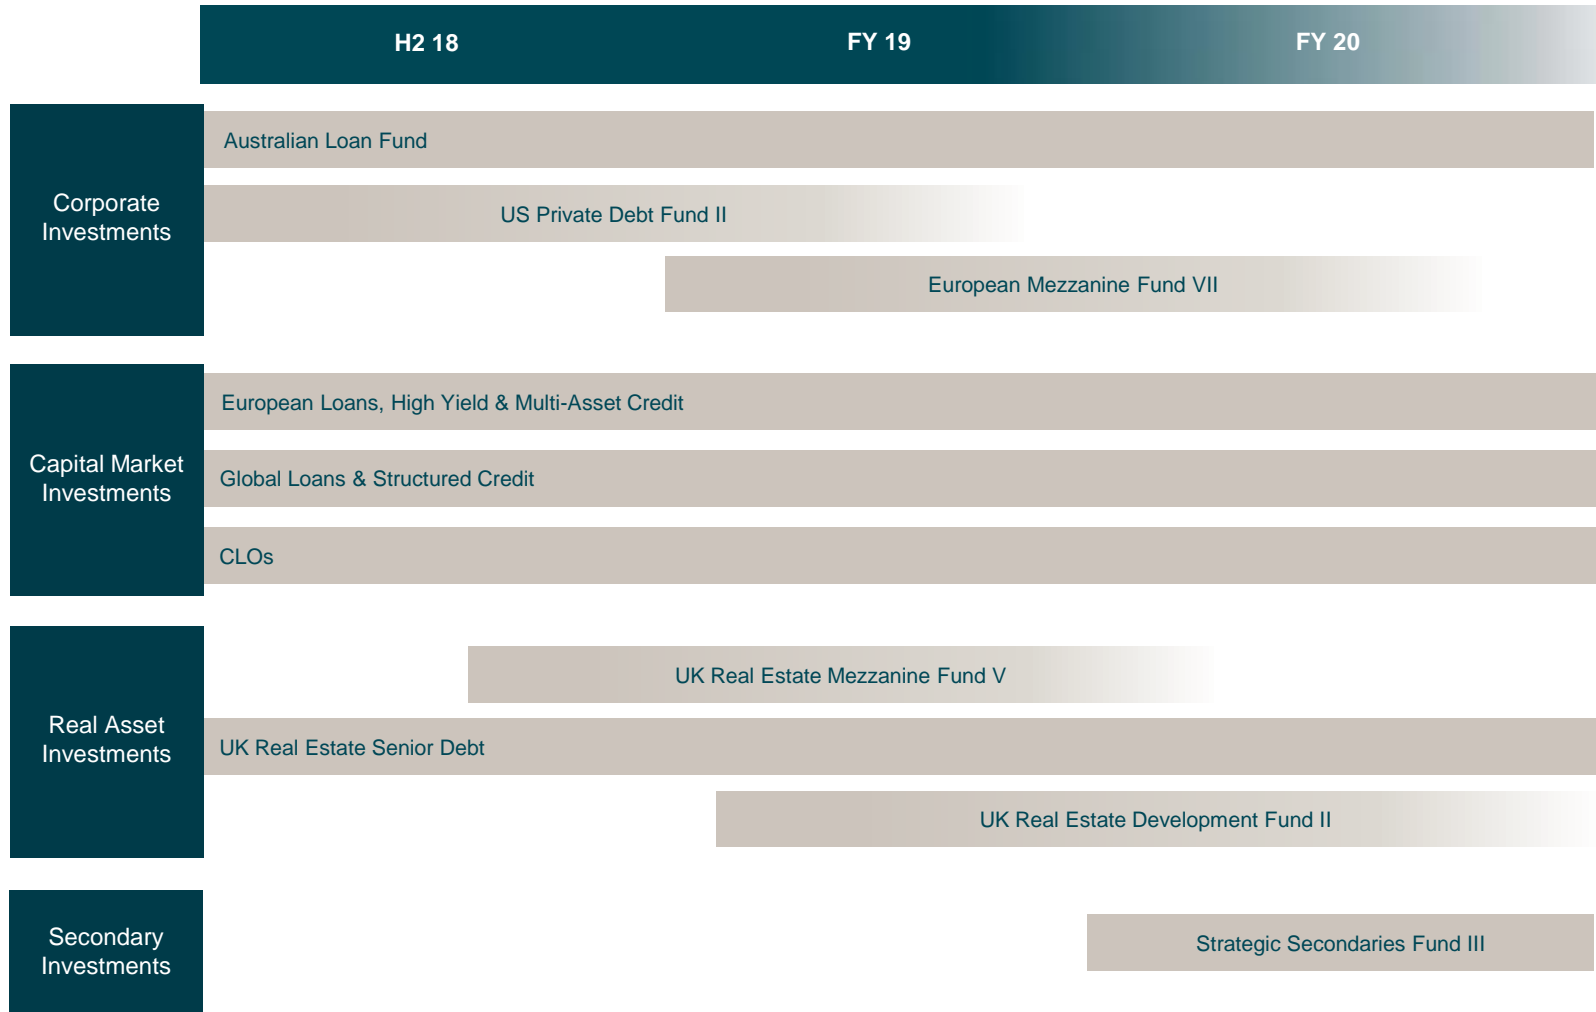 H2 18
FY 19
FY 20
Corporate
Investments
Australian Loan Fund
US Private Debt Fund II
European Mezzanine Fund VII
Capital Market
Investments
European Loans, High Yield & Multi-Asset Credit
Global Loans & Structured Credit
CLOs
Real Asset
Investments
UK Real Estate Mezzanine Fund V
UK Real Estate Senior Debt
UK Real Estate Development Fund II
Secondary
Investments
Strategic Secondaries Fund III